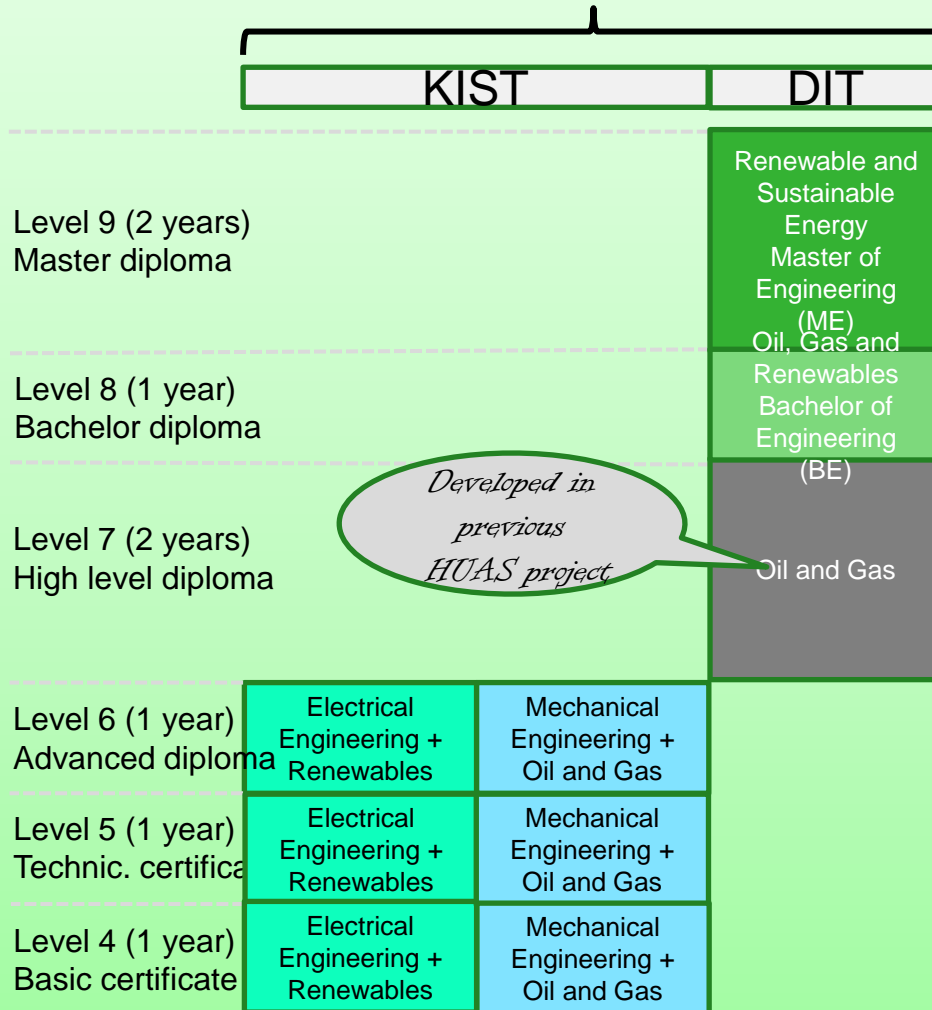 KIST
DIT
Level 9 (2 years)
Master diploma
Renewable and
Sustainable
Energy
Master of
Engineering
(ME)
Level 8 (1 year)
Bachelor diploma
Oil, Gas and
Renewables
Bachelor of
Engineering
(BE)
Level 7 (2 years)
High level diploma
Developed in
previous
HUAS project
Oil and Gas
Level 6 (1 year)
Advanced diploma
Electrical
Engineering +
Renewables
Mechanical
Engineering +
Oil and Gas
Level 5 (1 year)
Technic. certifica
Electrical
Engineering +
Renewables
Mechanical
Engineering +
Oil and Gas
Level 4 (1 year)
Basic certificate
Electrical
Engineering +
Renewables
Mechanical
Engineering +
Oil and Gas